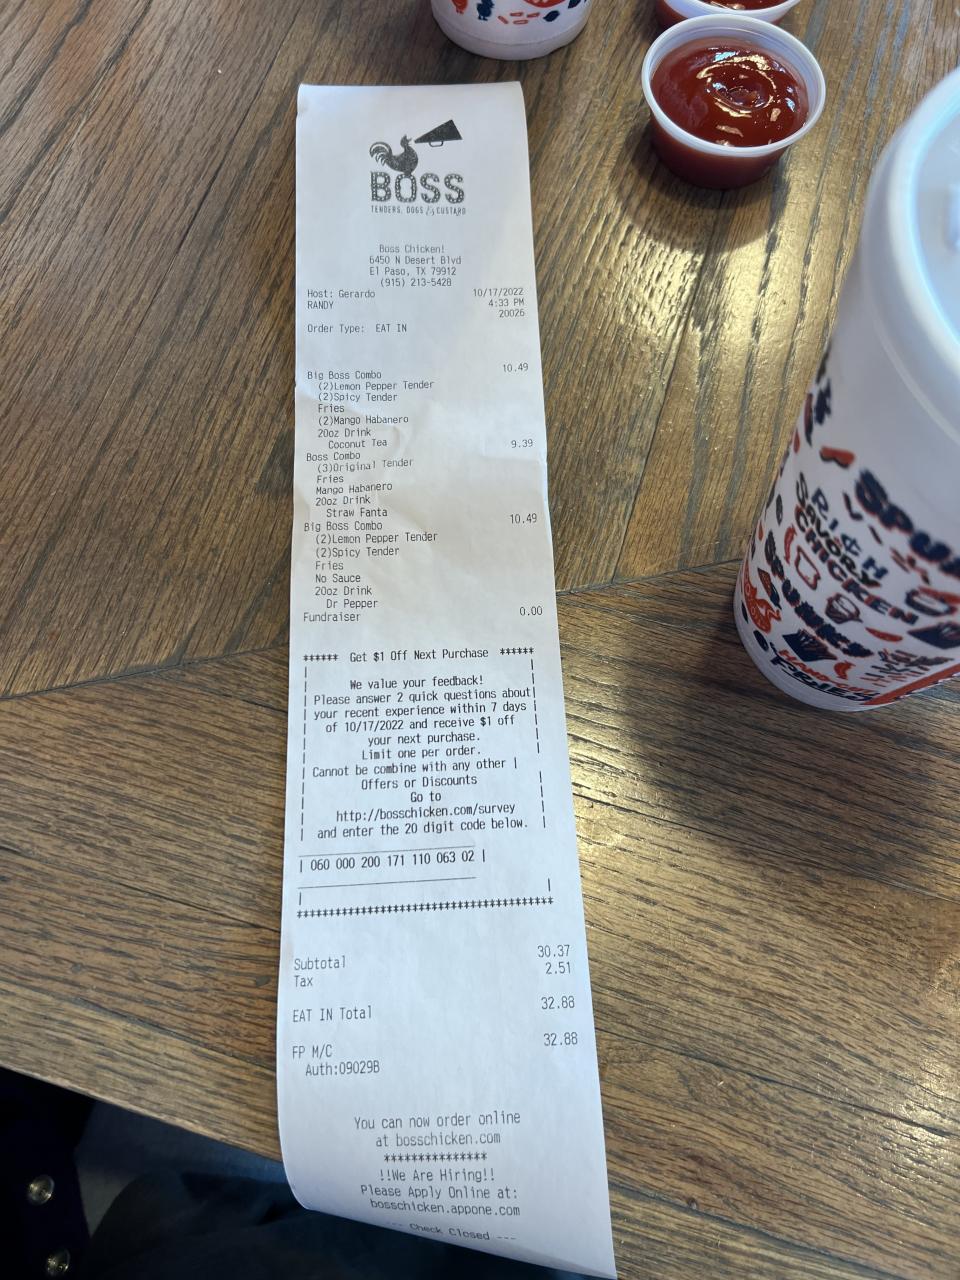 BOSS
TENDERS, DOGS & CUSTARD
Boss Chicken!
6450 N Desert Blvd
El Paso, TX 79912
(915) 213-5428
Host: Gerardo 10/17/2022
RANDY 4:33 PM
20026
Order Type: EAT IN
Big Boss Combo 10.49
(2)Lemon Pepper Tender
(2)Spicy Tender
Fries
(2)Mango Habanero
20oz Drink
Coconut Tea
Boss Combo 9.39
(3)Original Tender
Fries
Mango Habanero
20oz Drink
Straw Fanta
Big Boss Combo 10.49
(2)Lemon Pepper Tender
(2)Spicy Tender
Fries
No Sauce
20oz Drink
Dr Pepper
Fundraiser 0.00
****** Get $1 Off Next Purchase ******
We value your feedback!
Please answer 2 quick questions about
your recent experience within 7 days
of 10/17/2022 and receive $1 off
your next purchase.
Limit one per order.
Cannot be combine with any other
Offers or Discounts
Go to
http://bosschicken.com/survey
and enter the 20 digit code below.
060 000 200 171 110 063 02
Subtotal 30.37
Tax 2.51
EAT IN Total 32.88
FP M/C 32.88
Auth:09029B
You can now order online
at bosschicken.com
***************
!!We Are Hiring!!
Please Apply Online at:
bosschicken.appone.com
--- Check Closed ---
RICH
SAVORY
CHICKEN
SPUNKY